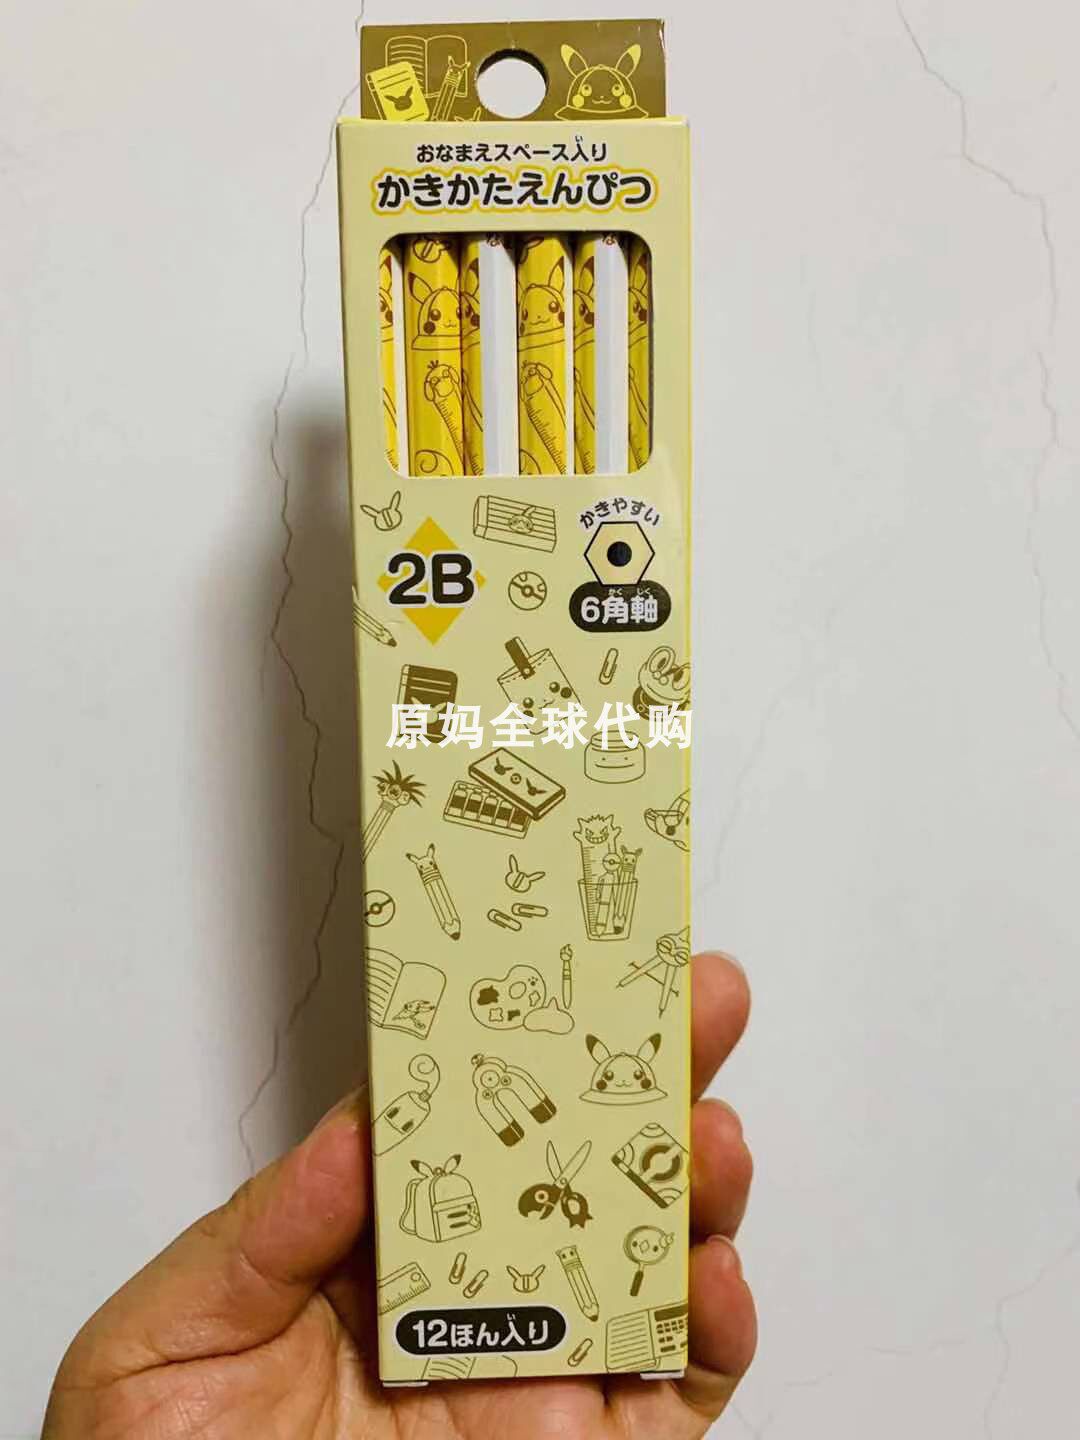 おなまえスペース入り
かきかたえんぴつ
2B
かきやすい
6角軸
原妈全球代购
12ほん入り